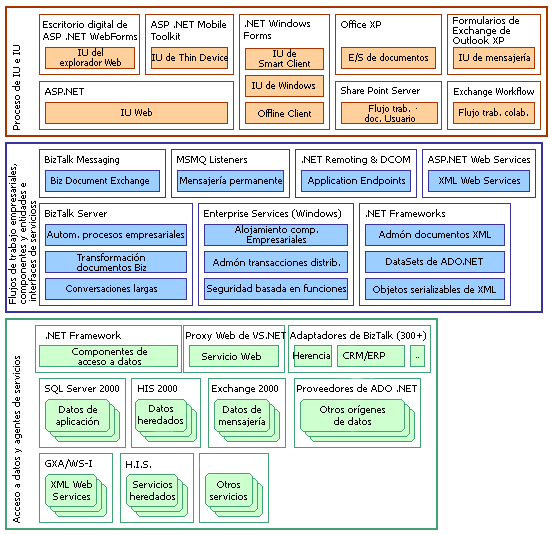 Proceso de IU e IU
Escritorio digital de
ASP .NET WebForms
IU del
explorador Web
ASP .NET Mobile
Toolkit
IU de Thin Device
.NET Windows
Forms
IU de
Smart Client
IU de Windows
Offline Client
Office XP
E/S de documentos
Formularios de
Exchange de
Outlook XP
IU de mensajería
ASP.NET
IU Web
Share Point Server
Flujo trab. ·
doc. Usuario
Exchange Workflow
Flujo trab. colab.
Flujos de trabajo empresariales,
componentes y entidades e
interfaces de servicioss
BizTalk Messaging
Biz Document Exchange
MSMQ Listeners
Mensajería permanente
.NET Remoting & DCOM
Application Endpoints
ASP.NET Web Services
XML Web Services
BizTalk Server
Autom. procesos empresariales
Transformación
documentos Biz
Conversaciones largas
Enterprise Services (Windows)
Alojamiento comp.
Empresariales
Admón transacciones distrib.
Seguridad basada en funciones
.NET Frameworks
Admón documentos XML
DataSets de ADO.NET
Objetos serializables de XML
Acceso a datos y agentes de servicios
.NET Framework
Componentes de
acceso a datos
Proxy Web de VS.NET
Servicio Web
Adaptadores de BizTalk (300+)
Herencia
CRM/ERP
..
SQL Server 2000
Datos de
aplicación
HIS 2000
Datos
heredados
Exchange 2000
Datos de
mensajería
Proveedores de ADO .NET
Otros orígenes
de datos
GXA/WS-I
XML Web
Services
H.I.S.
Servicios
heredados
Otros
servicios